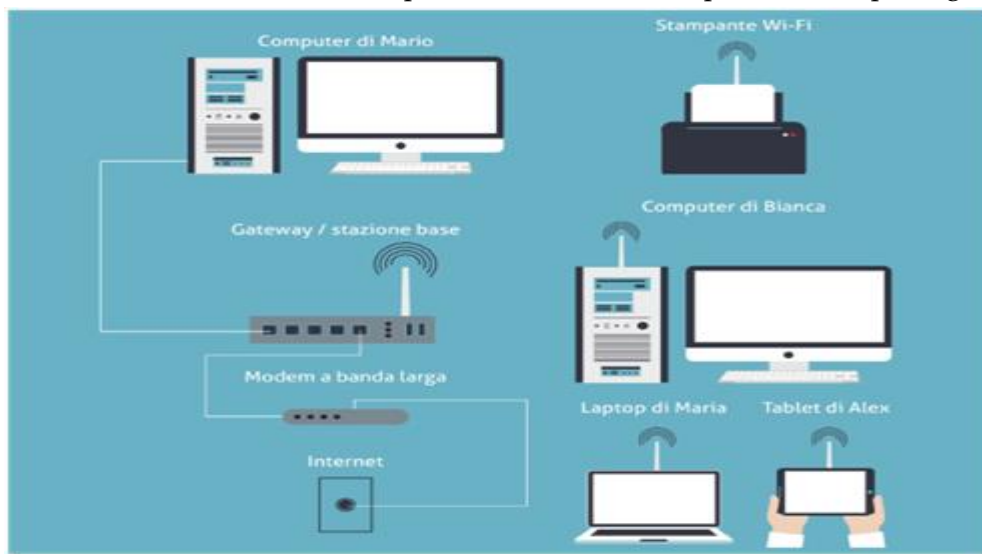 Computer di Mario
Stampante Wi-Fi
Computer di Bianca
Gateway / stazione base
Modem a banda larga
Laptop di Maria
Tablet di Alex
Internet